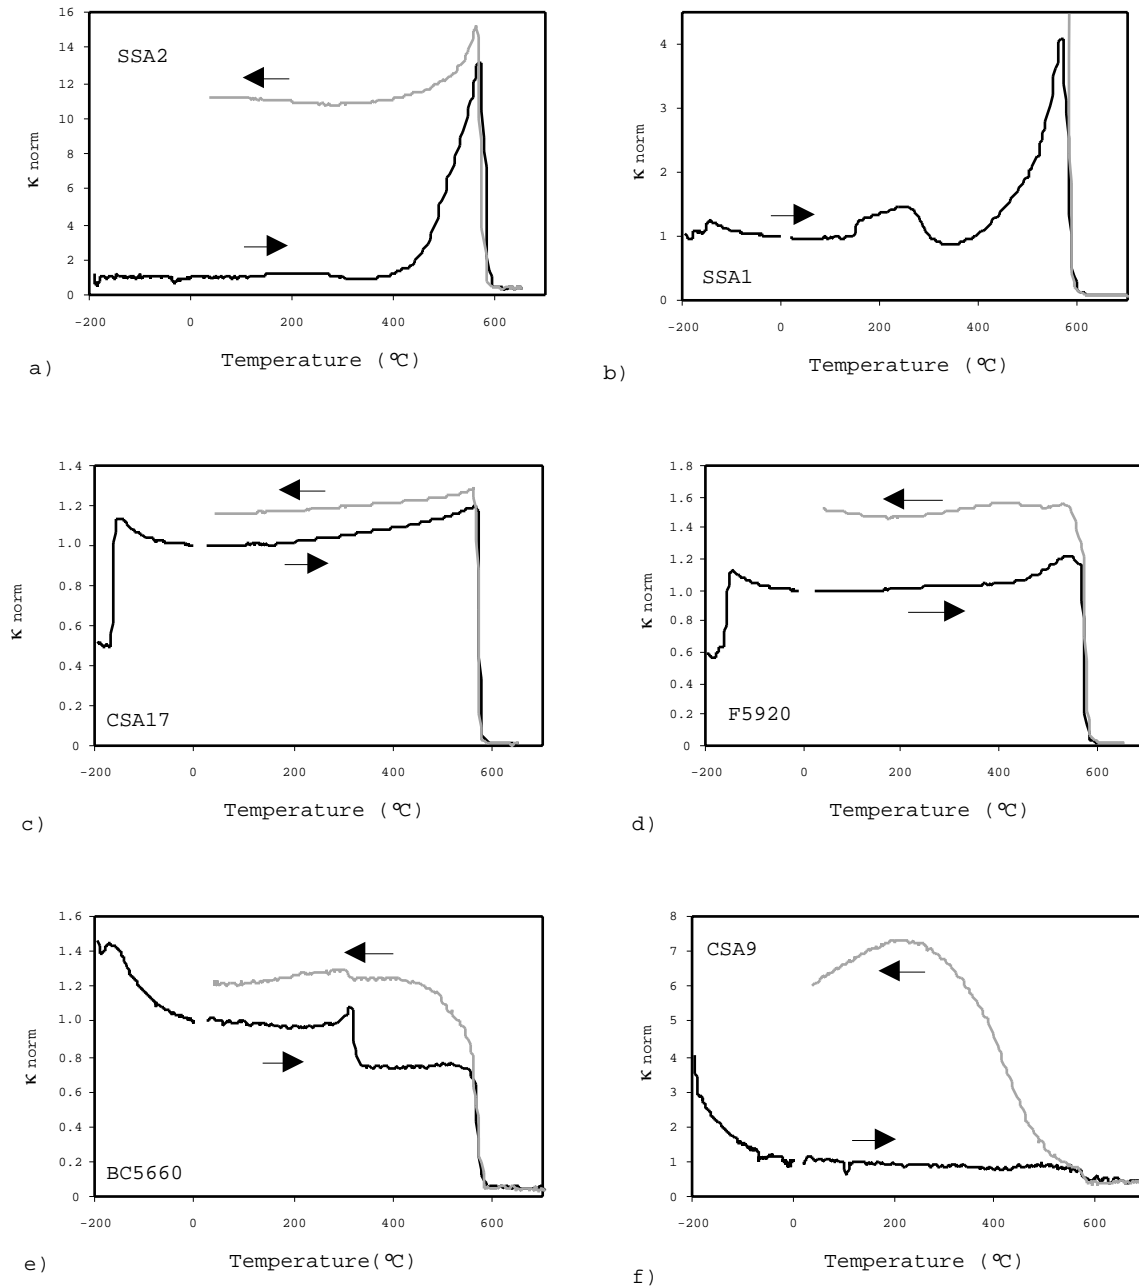 16
14
12
10
8
6
4
2
0
κ norm
SSA2
-200 0 200 400 600
Temperature (℃)
a)
4
3
2
1
0
κ norm
SSA1
-200 0 200 400 600
Temperature (℃)
b)
1.4
1.2
1.0
0.8
0.6
0.4
0.2
0
κ norm
CSA17
-200 0 200 400 600
Temperature (℃)
c)
1.8
1.6
1.4
1.2
1.0
0.8
0.6
0.4
0.2
0
κ norm
F5920
-200 0 200 400 600
Temperature (℃)
d)
1.6
1.4
1.2
1.0
0.8
0.6
0.4
0.2
0
κ norm
BC5660
-200 0 200 400 600
Temperature(℃)
e)
8
7
6
5
4
3
2
1
0
κ norm
CSA9
-200 0 200 400 600
Temperature (℃)
f)